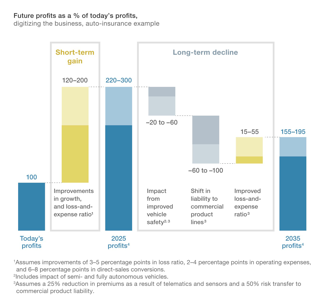 Future profits as a % of today's profits,
digitizing the business, auto-insurance example
Short-term
gain
Long-term decline
120–200
220–300
–20 to –60
–60 to –100
15–55
155–195
100
Improvements
in growth,
and loss-and-
expense ratio¹
Impact
from
improved
vehicle
safety²,³
Shift in
liability to
commercial
product
lines³
Improved
loss-and-
expense
ratio³
Today's
profits
2025
profits⁴
2035
profits⁴
¹Assumes improvements of 3–5 percentage points in loss ratio, 2–4 percentage points in operating expenses,
and 6–8 percentage points in direct-sales conversions.
²Includes impact of semi- and fully autonomous vehicles.
³Assumes a 25% reduction in premiums as a result of telematics and sensors and a 50% risk transfer to
commercial product liability.